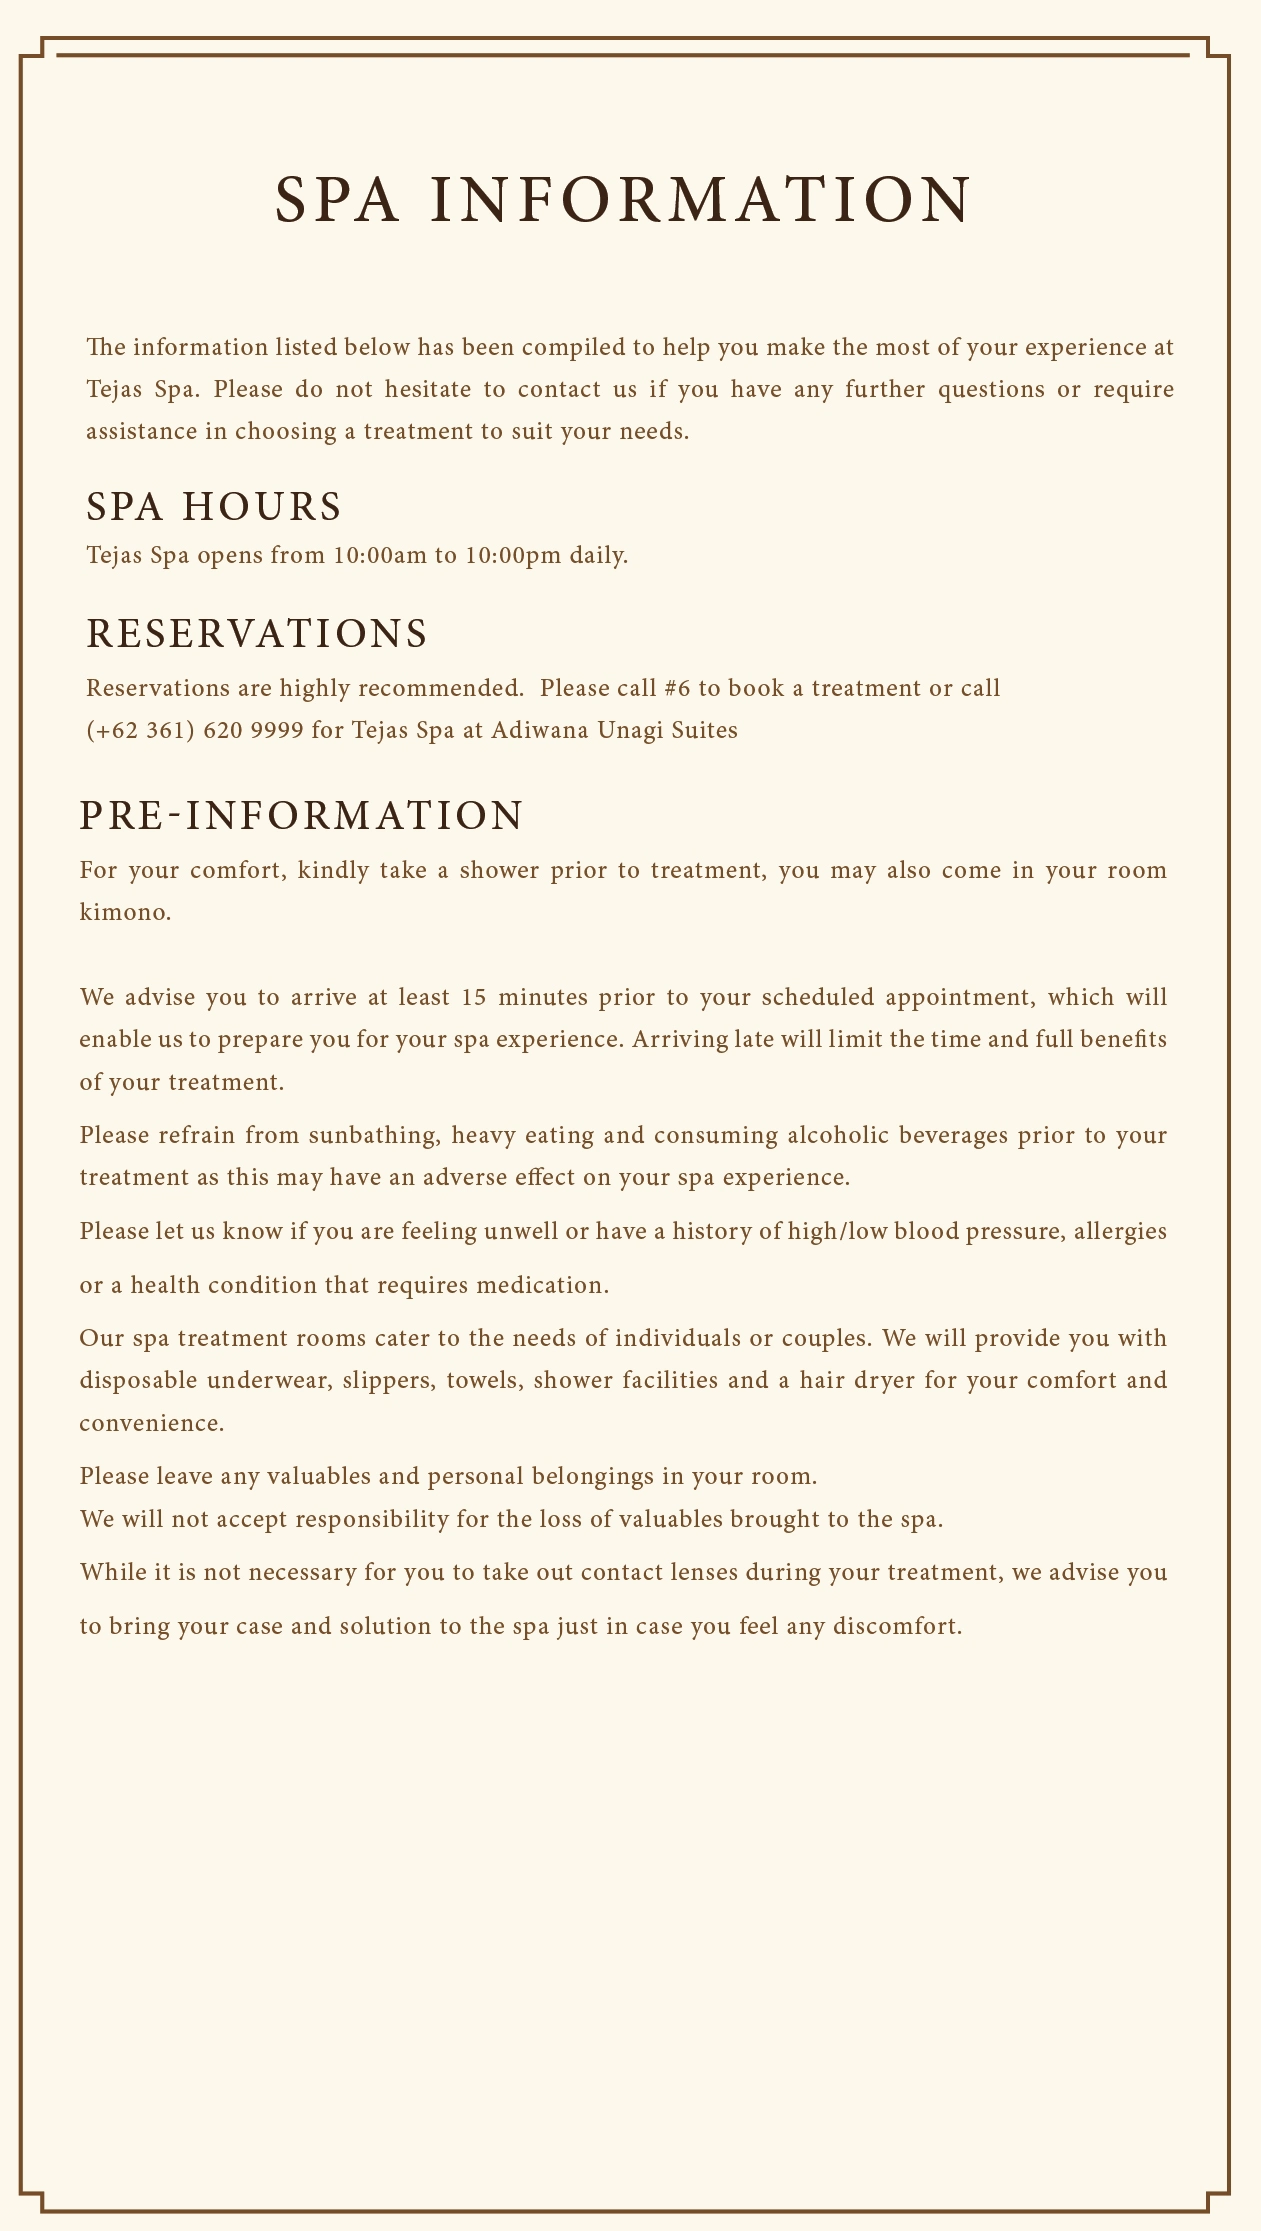 SPA INFORMATION
The information listed below has been compiled to help you make the most of your experience at
Tejas Spa. Please do not hesitate to contact us if you have any further questions or require
assistance in choosing a treatment to suit your needs.
SPA HOURS
Tejas Spa opens from 10:00am to 10:00pm daily.
RESERVATIONS
Reservations are highly recommended.  Please call #6 to book a treatment or call
(+62 361) 620 9999 for Tejas Spa at Adiwana Unagi Suites
PRE-INFORMATION
For your comfort, kindly take a shower prior to treatment, you may also come in your room
kimono.
We advise you to arrive at least 15 minutes prior to your scheduled appointment, which will
enable us to prepare you for your spa experience. Arriving late will limit the time and full benefits
of your treatment.
Please refrain from sunbathing, heavy eating and consuming alcoholic beverages prior to your
treatment as this may have an adverse effect on your spa experience.
Please let us know if you are feeling unwell or have a history of high/low blood pressure, allergies
or a health condition that requires medication.
Our spa treatment rooms cater to the needs of individuals or couples. We will provide you with
disposable underwear, slippers, towels, shower facilities and a hair dryer for your comfort and
convenience.
Please leave any valuables and personal belongings in your room.
We will not accept responsibility for the loss of valuables brought to the spa.
While it is not necessary for you to take out contact lenses during your treatment, we advise you
to bring your case and solution to the spa just in case you feel any discomfort.